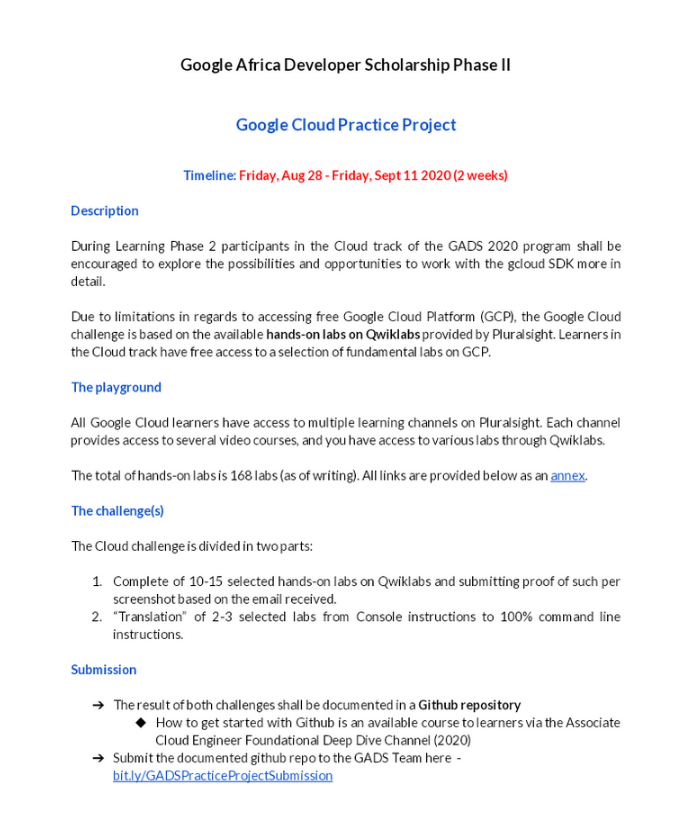 Google Africa Developer Scholarship Phase II
Google Cloud Practice Project
Timeline: Friday, Aug 28 - Friday, Sept 11 2020 (2 weeks)
Description
During Learning Phase 2 participants in the Cloud track of the GADS 2020 program shall be
encouraged to explore the possibilities and opportunities to work with the gcloud SDK more in
detail.
Due to limitations in regards to accessing free Google Cloud Platform (GCP), the Google Cloud
challenge is based on the available hands-on labs on Qwiklabs provided by Pluralsight. Learners in
the Cloud track have free access to a selection of fundamental labs on GCP.
The playground
All Google Cloud learners have access to multiple learning channels on Pluralsight. Each channel
provides access to several video courses, and you have access to various labs through Qwiklabs.
The total of hands-on labs is 168 labs (as of writing). All links are provided below as an annex.
The challenge(s)
The Cloud challenge is divided in two parts:
1. Complete of 10-15 selected hands-on labs on Qwiklabs and submitting proof of such per
screenshot based on the email received.
2. “Translation” of 2-3 selected labs from Console instructions to 100% command line
instructions.
Submission
➔ The result of both challenges shall be documented in a Github repository
◆ How to get started with Github is an available course to learners via the Associate
Cloud Engineer Foundational Deep Dive Channel (2020)
➔ Submit the documented github repo to the GADS Team here -
bit.ly/GADSPracticeProjectSubmission